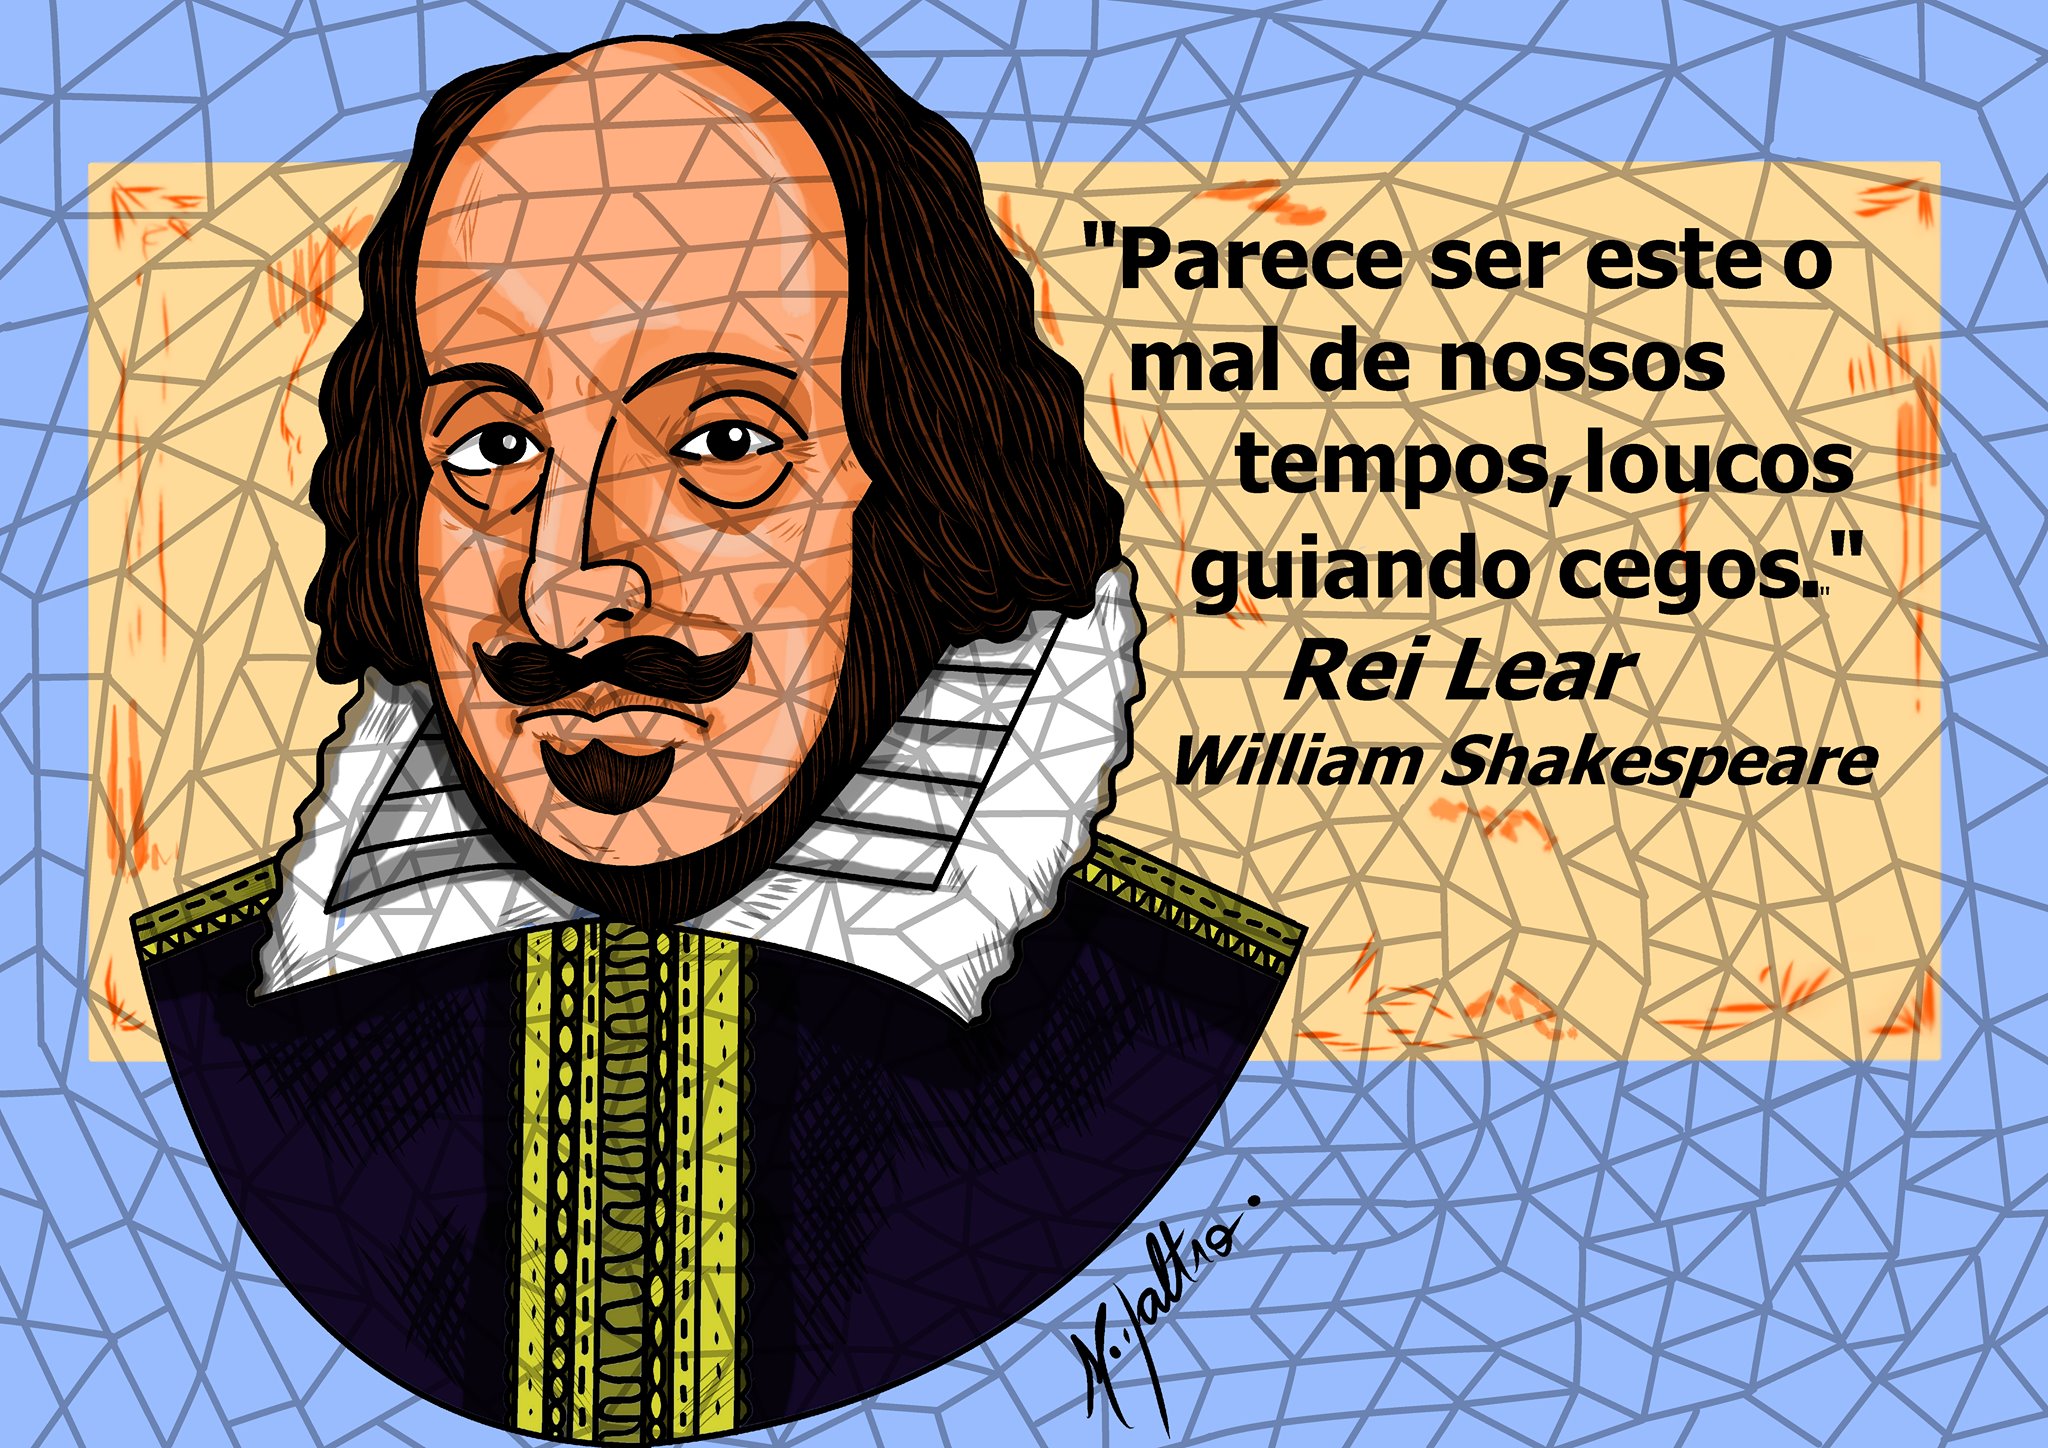 "Parece ser este o
mal de nossos
tempos, loucos
guiando cegos."
Rei Lear
William Shakespeare